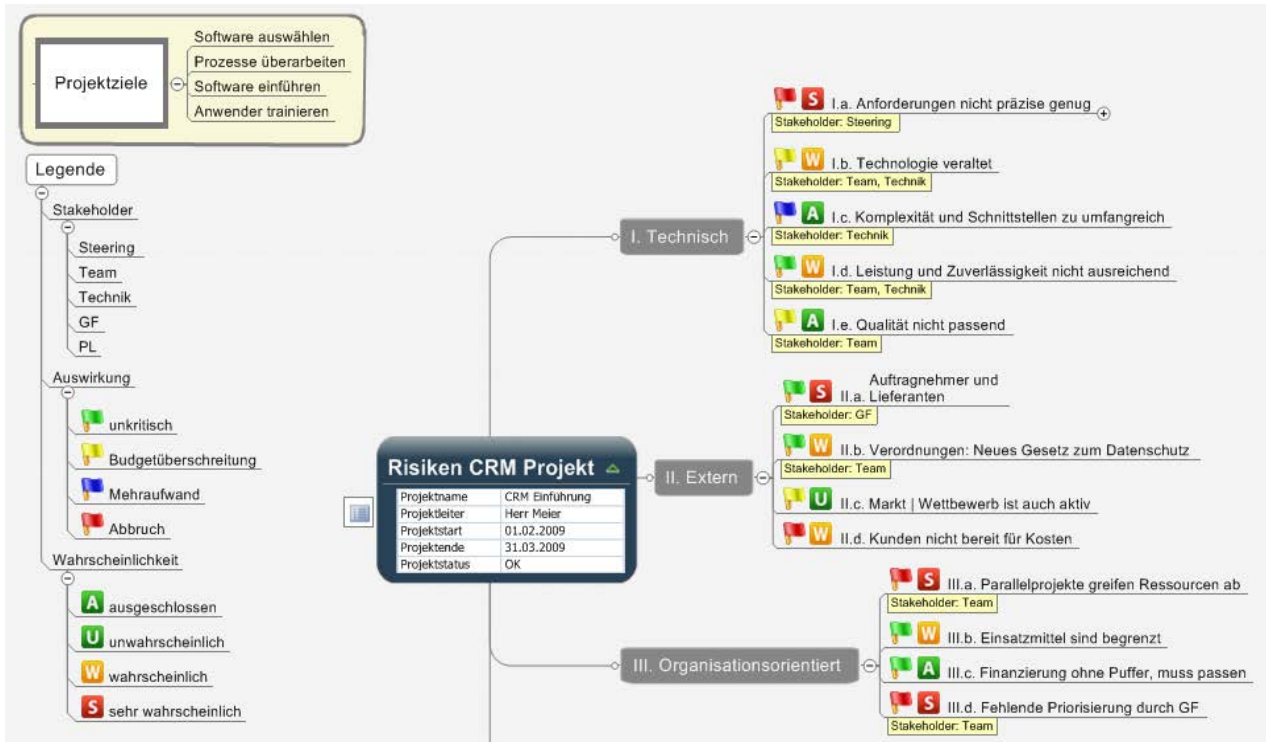 Projektziele
Software auswählen
Prozesse überarbeiten
Software einführen
Anwender trainieren
Legende
Stakeholder
Steering
Team
Technik
GF
PL
Auswirkung
unkritisch
Budgetüberschreitung
Mehraufwand
Abbruch
Wahrscheinlichkeit
A ausgeschlossen
U unwahrscheinlich
W wahrscheinlich
S sehr wahrscheinlich
Risiken CRM Projekt
Projektname CRM Einführung
Projektleiter Herr Meier
Projektstart 01.02.2009
Projektende 31.03.2009
Projektstatus OK
I. Technisch
S I.a. Anforderungen nicht präzise genug
Stakeholder: Steering
W I.b. Technologie veraltet
Stakeholder: Team, Technik
A I.c. Komplexität und Schnittstellen zu umfangreich
Stakeholder: Technik
W I.d. Leistung und Zuverlässigkeit nicht ausreichend
Stakeholder: Team, Technik
A I.e. Qualität nicht passend
Stakeholder: Team
II. Extern
Auftragnehmer und
S II.a. Lieferanten
Stakeholder: GF
W II.b. Verordnungen: Neues Gesetz zum Datenschutz
Stakeholder: Team
U II.c. Markt | Wettbewerb ist auch aktiv
W II.d. Kunden nicht bereit für Kosten
III. Organisationsorientiert
S III.a. Parallelprojekte greifen Ressourcen ab
Stakeholder: Team
W III.b. Einsatzmittel sind begrenzt
A III.c. Finanzierung ohne Puffer, muss passen
S III.d. Fehlende Priorisierung durch GF
Stakeholder: Team